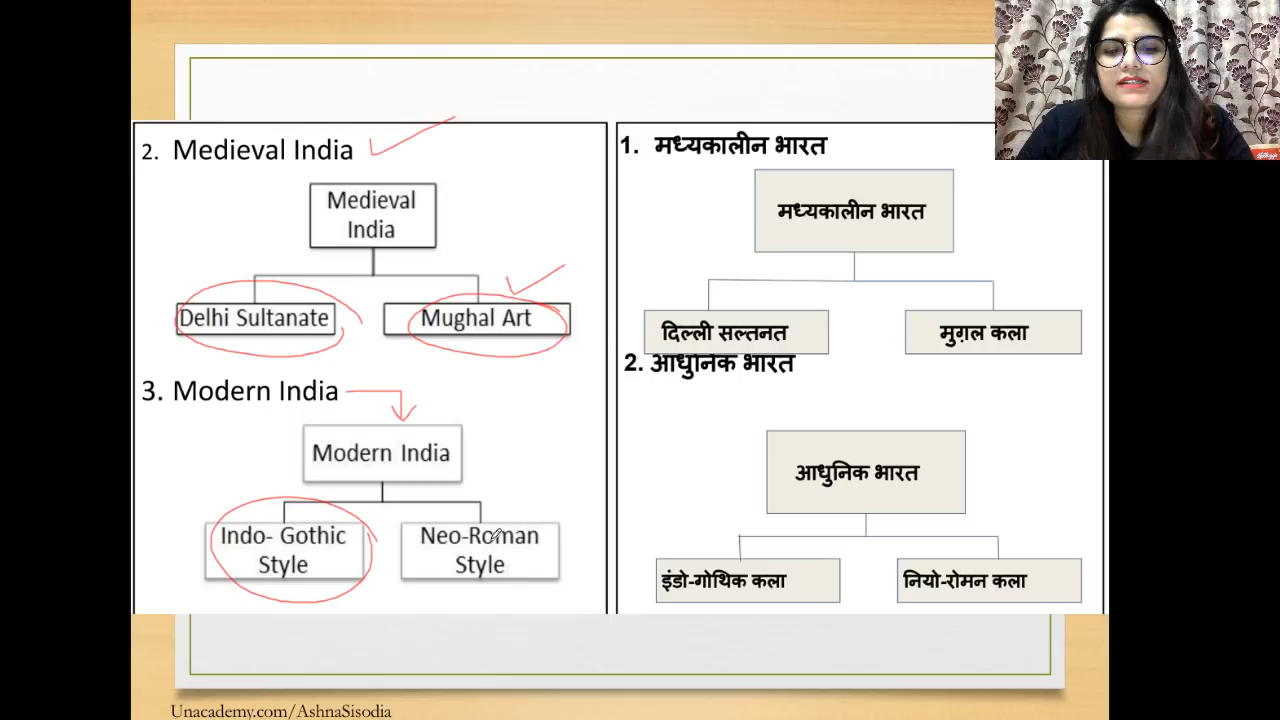 2. Medieval India
Medieval
India
Delhi Sultanate
Mughal Art
3. Modern India
Modern India
Indo- Gothic
Style
Neo-Roman
Style
1. मध्यकालीन भारत
मध्यकालीन भारत
दिल्ली सल्तनत
मुग़ल कला
2. आधुनिक भारत
आधुनिक भारत
इंडो-गोथिक कला
नियो-रोमन कला
Unacademy.com/AshnaSisodia